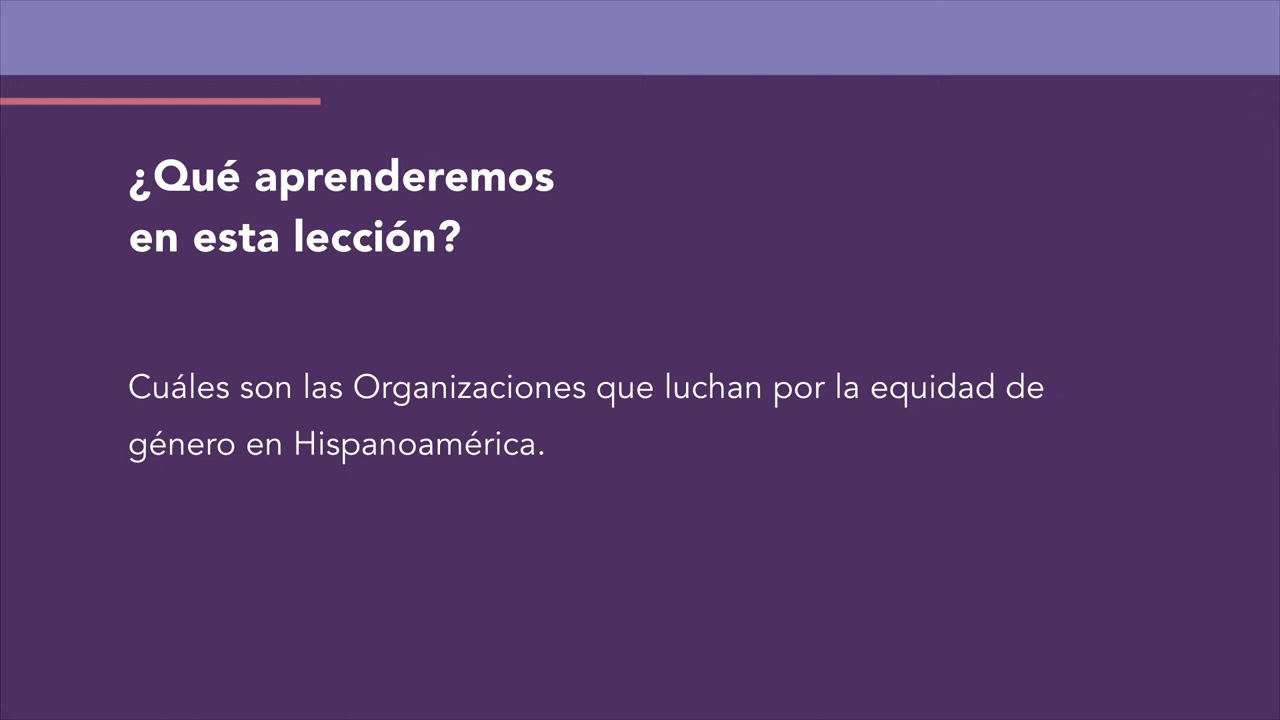 ¿Qué aprenderemos
en esta lección?
Cuáles son las Organizaciones que luchan por la equidad de
género en Hispanoamérica.